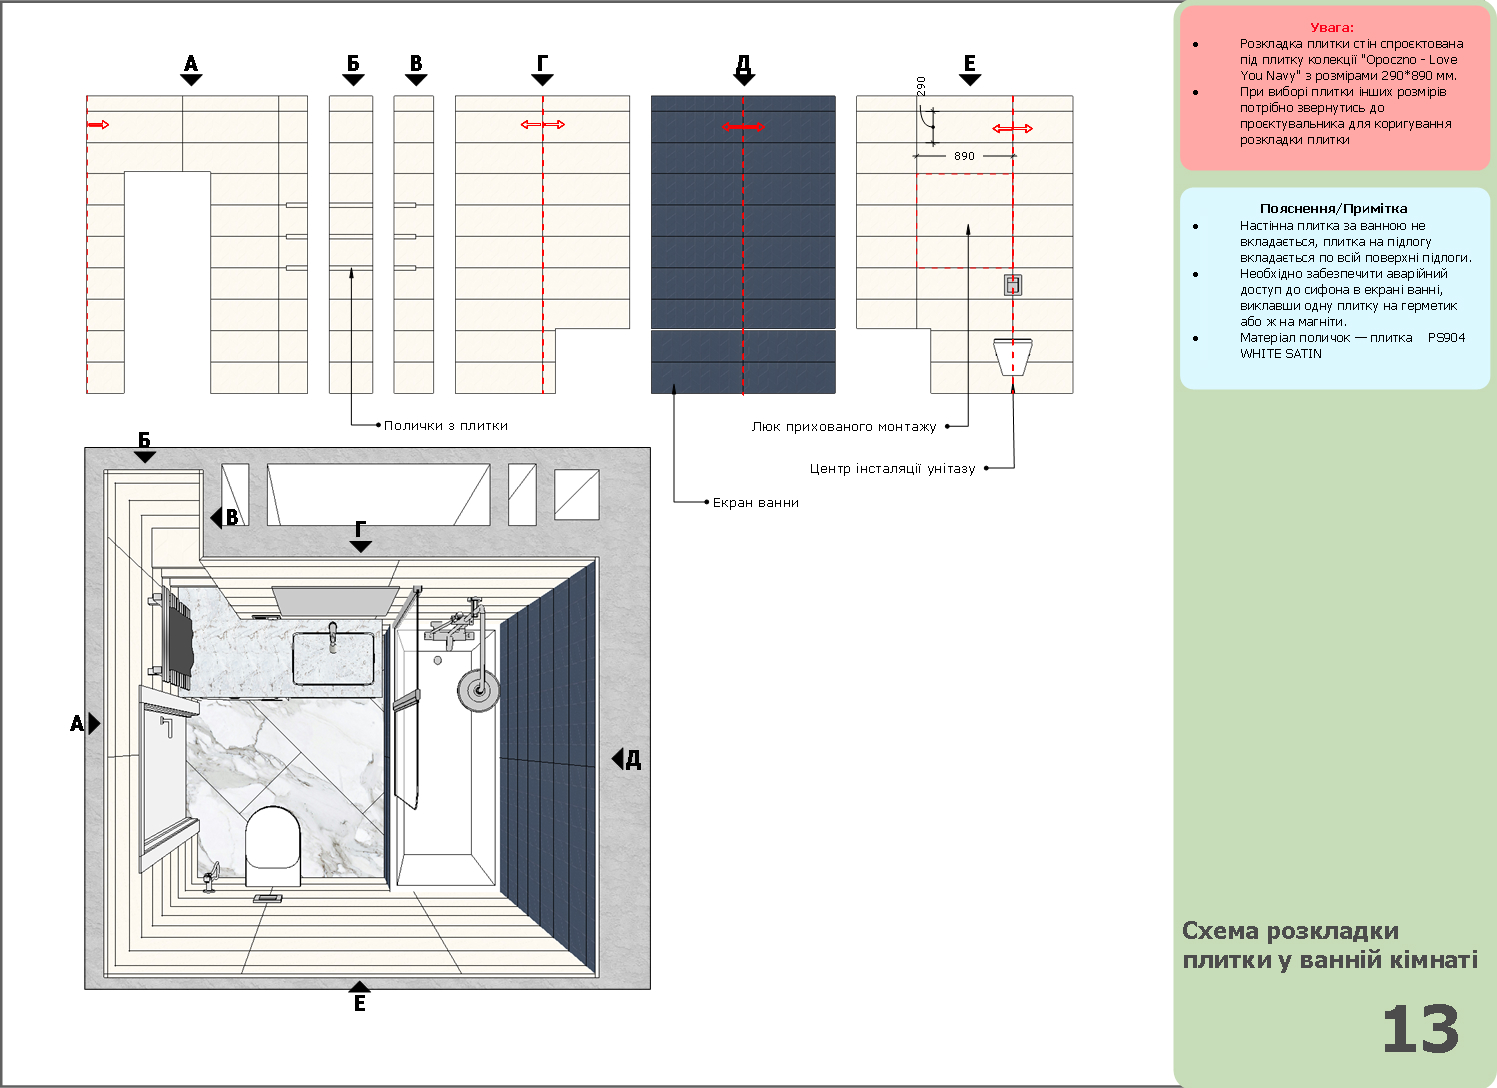 А
Б
В
Г
Д
Е
290
890
Полички з плитки
Люк прихованого монтажу
Центр інсталяції унітазу
Екран ванни
Б
В
Г
А
Д
Е
Увага:
• Розкладка плитки стін спроєктована
під плитку колекції "Opoczno - Love
You Navy" з розмірами 290*890 мм.
• При виборі плитки інших розмірів
потрібно звернутись до
проєктувальника для коригування
розкладки плитки
Пояснення/Примітка
• Настінна плитка за ванною не
вкладається, плитка на підлогу
вкладається по всій поверхні підлоги.
• Необхідно забезпечити аварійний
доступ до сифона в екрані ванні,
виклавши одну плитку на герметик
або ж на магніти.
• Матеріал поличок — плитка PS904
WHITE SATIN
Схема розкладки
плитки у ванній кімнаті
13